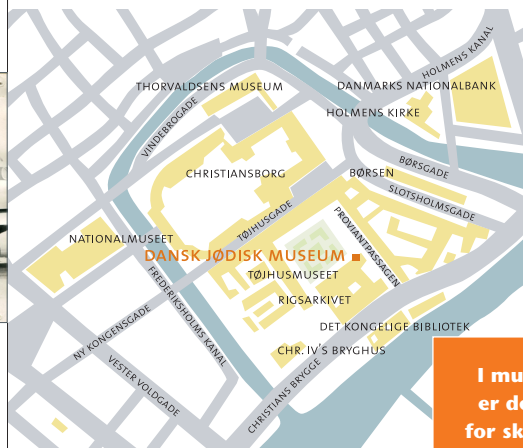 HOLMENS KANAL
THORVALDSENS MUSEUM
DANMARKS NATIONALBANK
HOLMENS KIRKE
VINDEBROGADE
BØRSGADE
CHRISTIANSBORG
BØRSEN
SLOTSHOLMSGADE
TØJHUSGADE
PROVIANTPASSAGEN
NATIONALMUSEET
DANSK JØDISK MUSEUM
TØJHUSMUSEET
FREDERIKSHOLMS KANAL
RIGSARKIVET
NY KONGENSGADE
DET KONGELIGE BIBLIOTEK
CHR. IV'S BRYGHUS
VESTER VOLDGADE
CHRISTIANS BRYGGE
I mu
er de
for sk